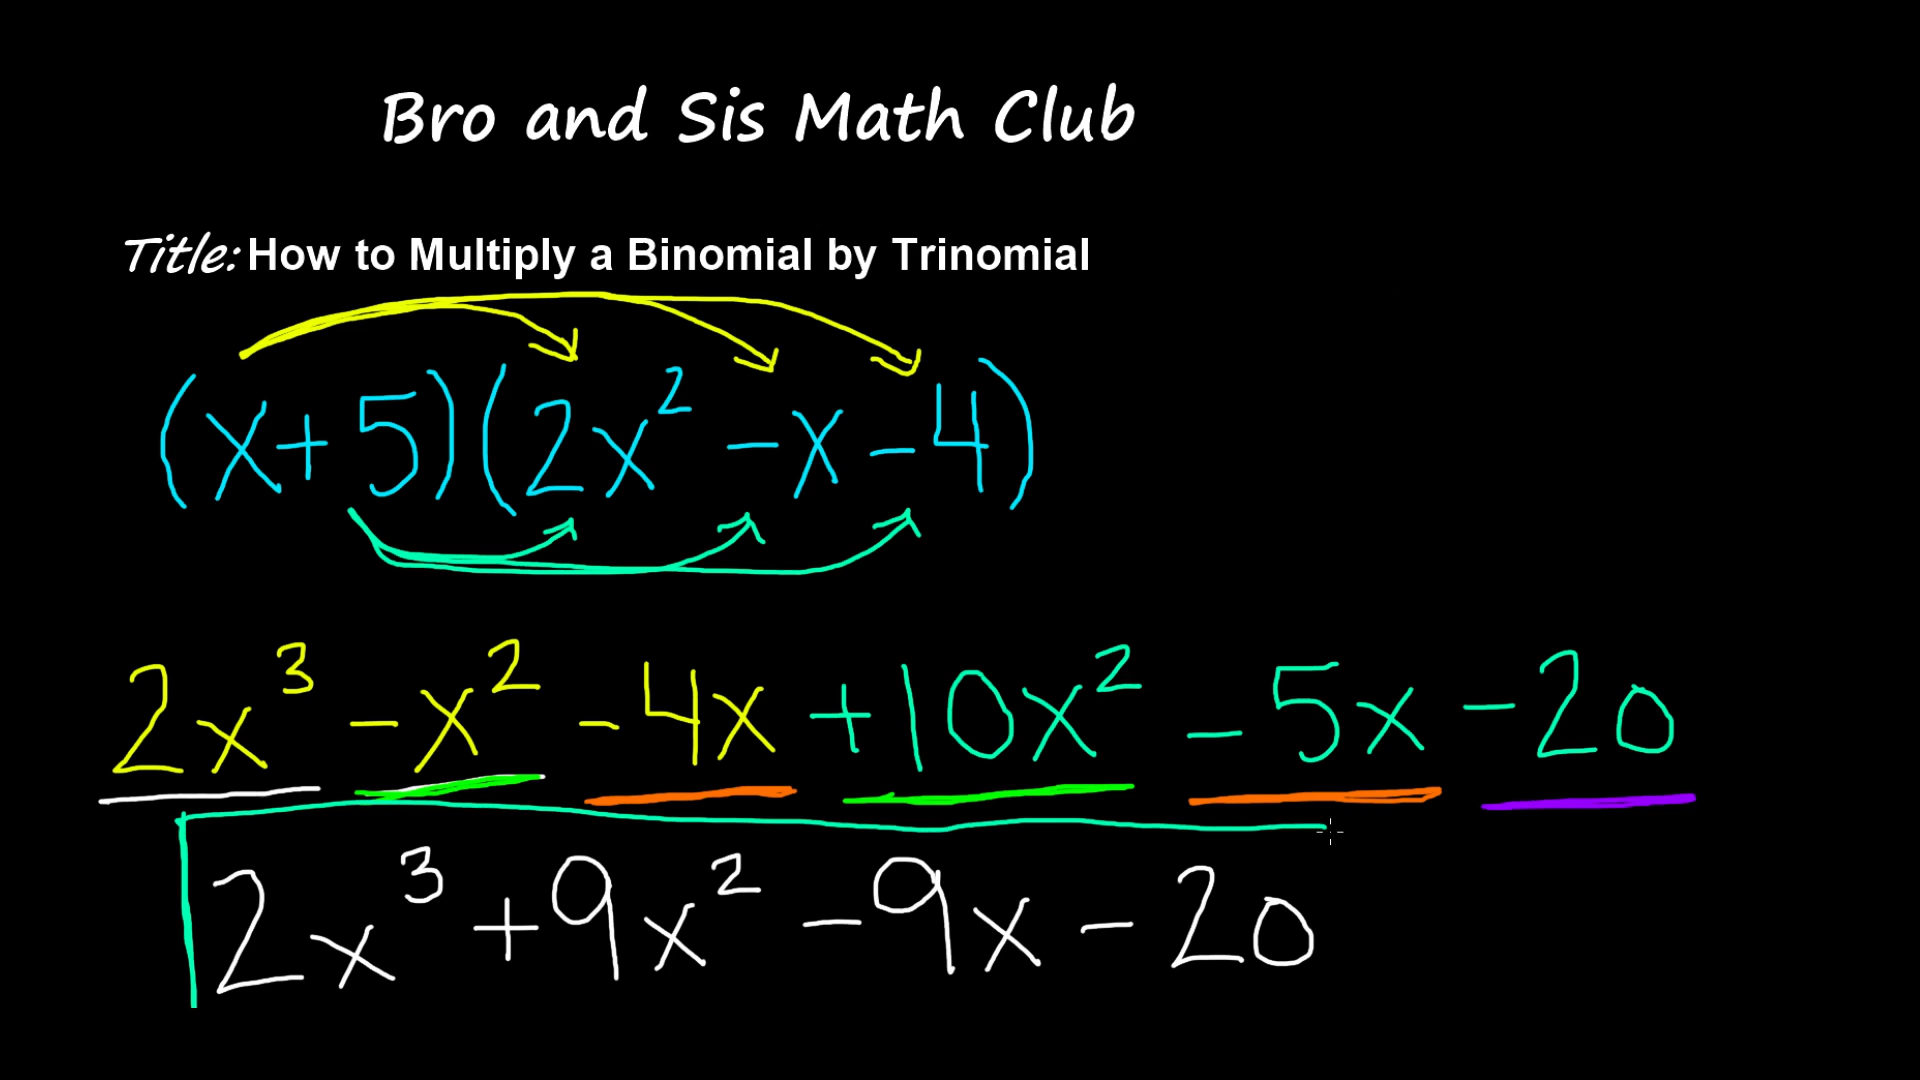 Bro and Sis Math Club
Title: How to Multiply a Binomial by Trinomial
(x+5)(2x² -x-4)
2x³ -x² -4x +10x² -5x -20
2x³ +9x² -9x -20